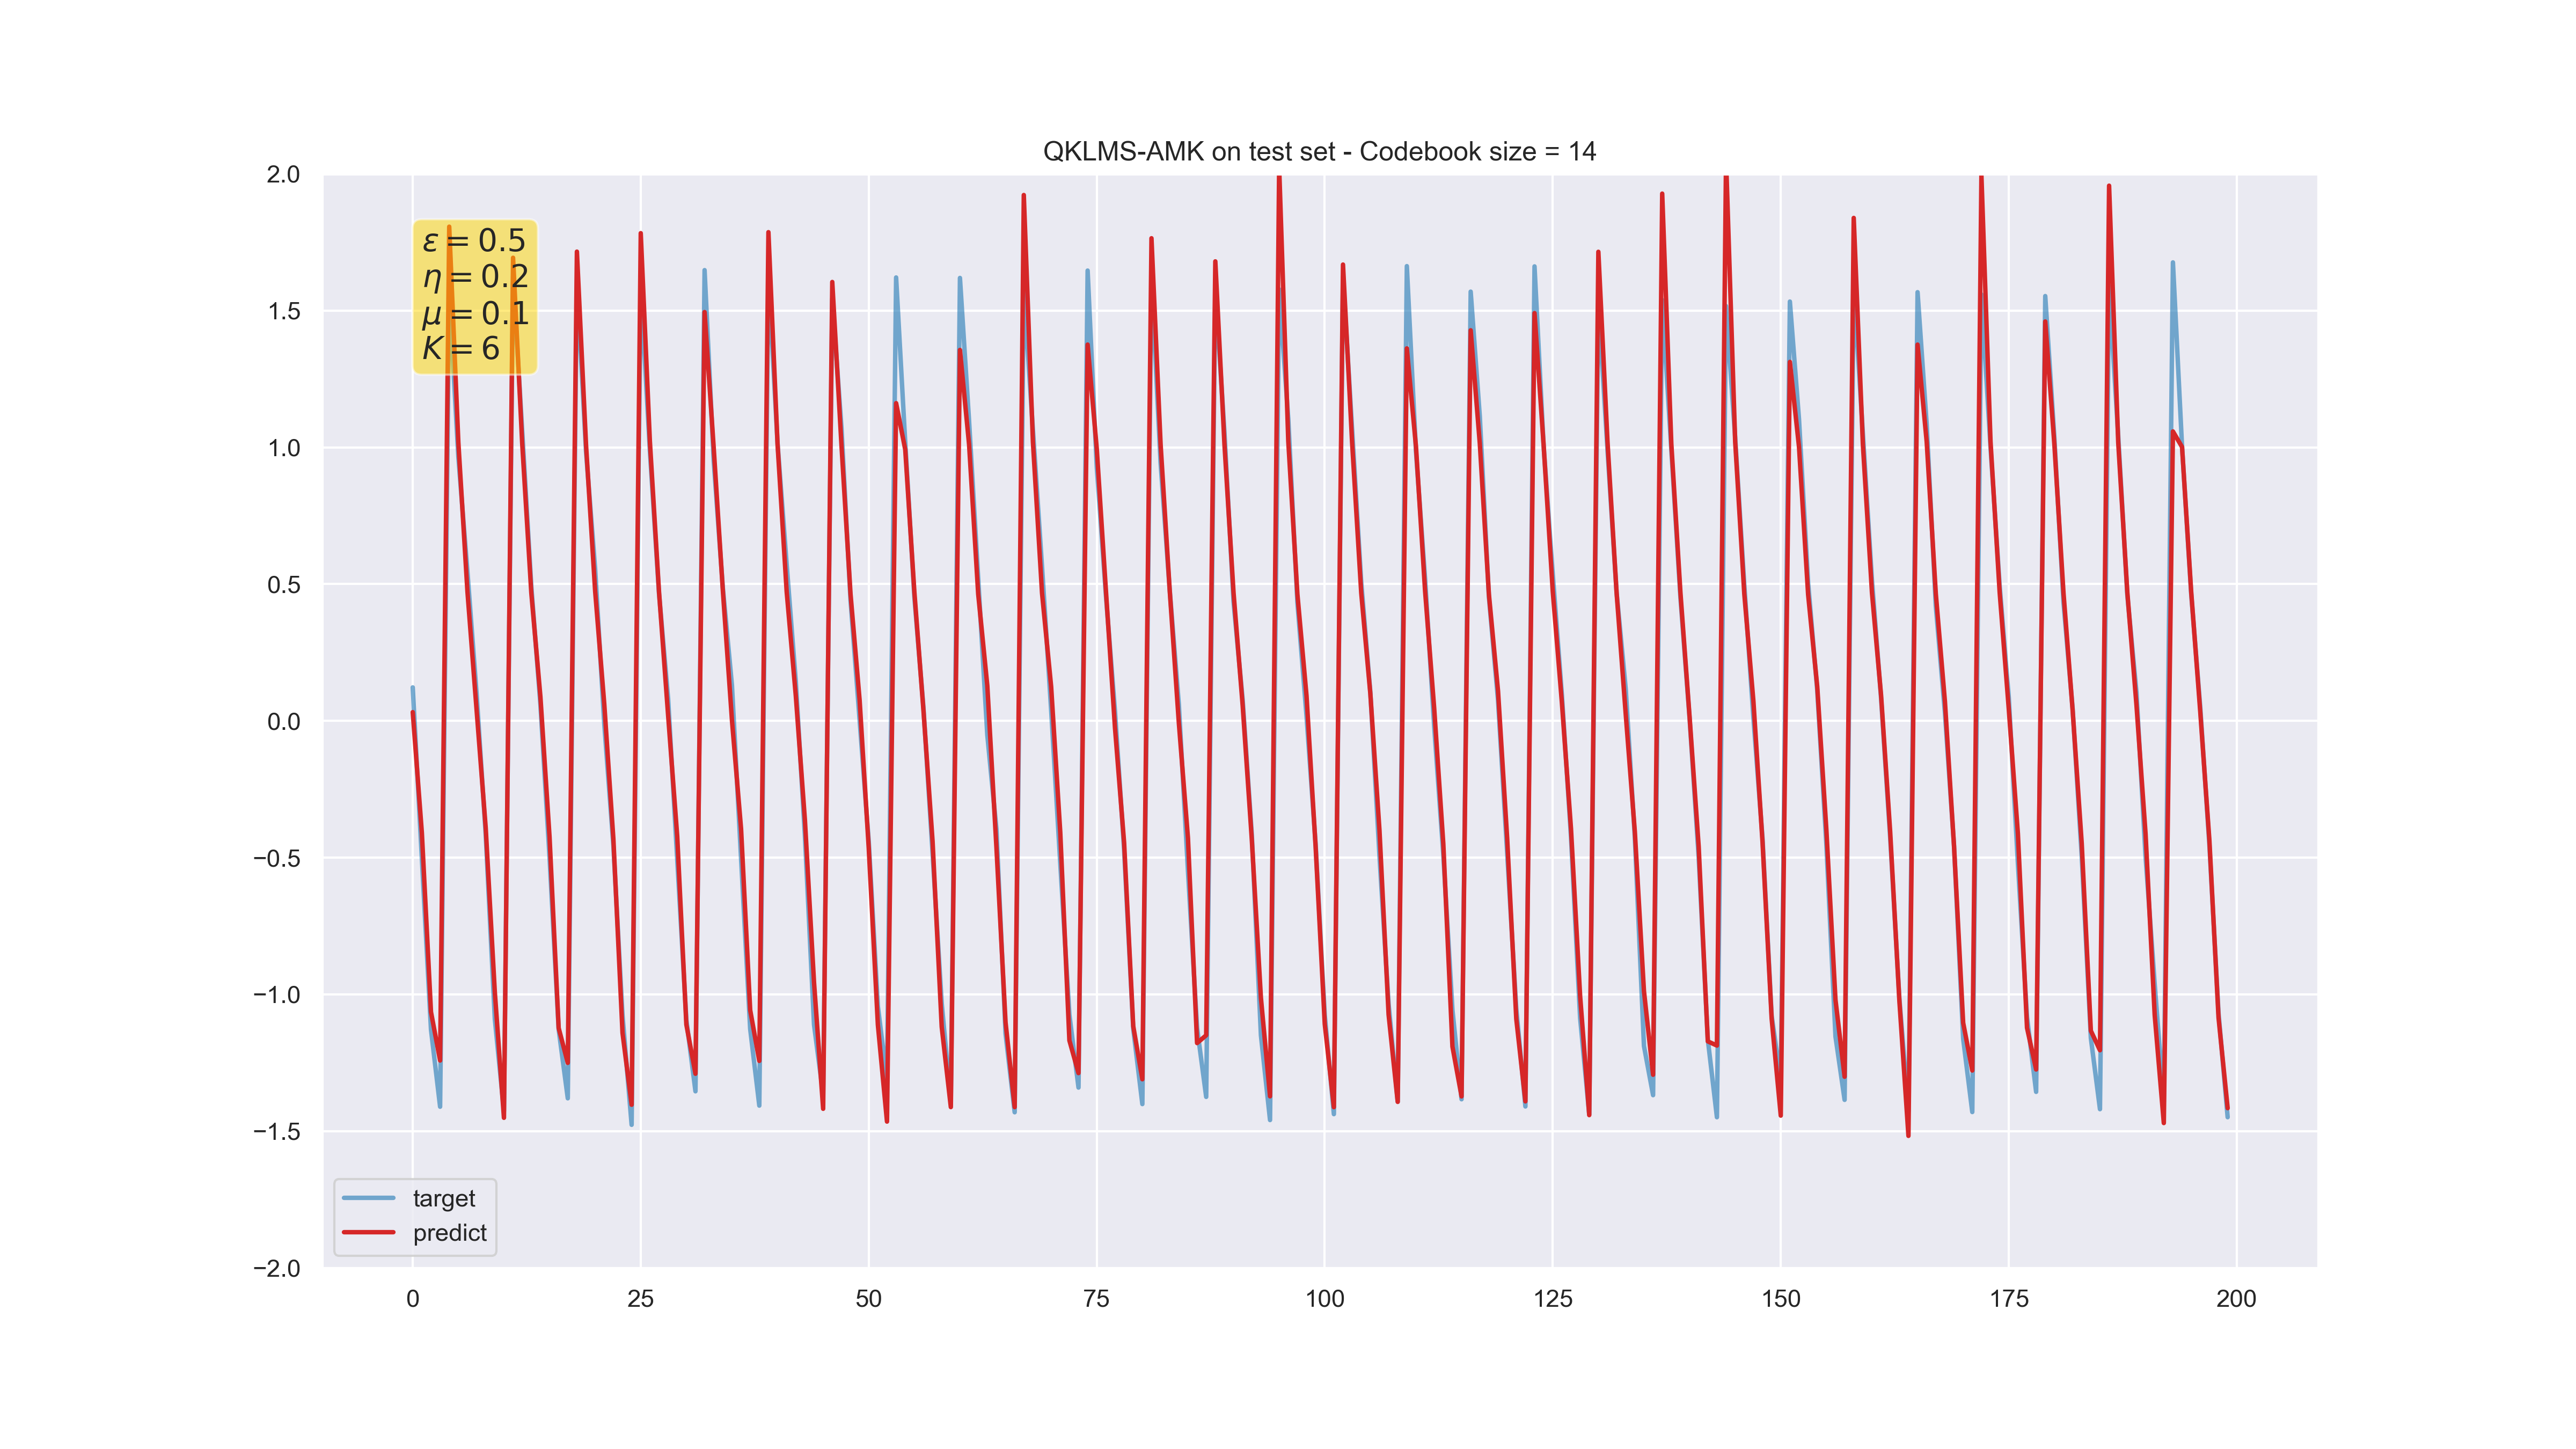 QKLMS-AMK on test set - Codebook size = 14
2.0
1.5
1.0
0.5
0.0
−0.5
−1.0
−1.5
−2.0
ε = 0.5
η = 0.2
μ = 0.1
K = 6
target
predict
0 25 50 75 100 125 150 175 200